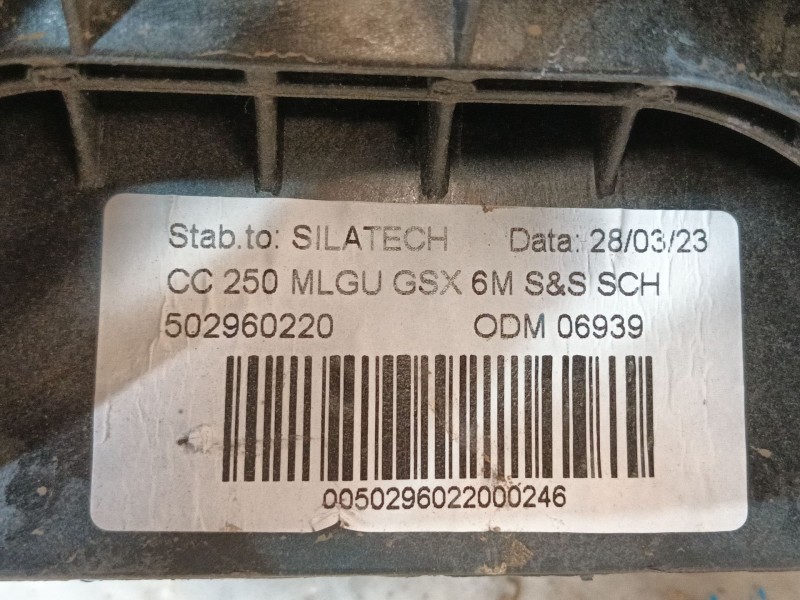 Stab.to: SILATECH Data: 28/03/23
CC 250 MLGU GSX 6M S&S SCH
502960220 ODM 06939
0050296022000246